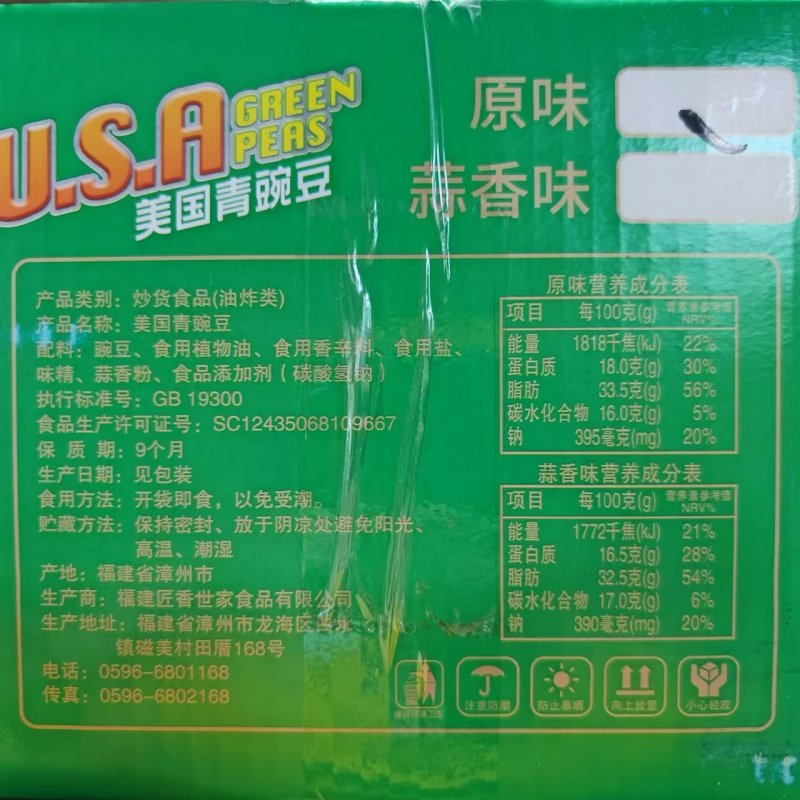 U.S.A GREEN
PEAS
美国青豌豆
原味
蒜香味
产品类别：炒货食品(油炸类)
产品名称：美国青豌豆
配料：豌豆、食用植物油、食用香辛料、食用盐、
味精、蒜香粉、食品添加剂（碳酸氢钠）
执行标准号：GB 19300
食品生产许可证号：SC12435068109667
保 质 期：9个月
生产日期：见包装
食用方法：开袋即食，以免受潮。
贮藏方法：保持密封、放于阴凉处避免阳光、
高温、潮湿
产地：福建省漳州市
生产商：福建匠香世家食品有限公司
生产地址：福建省漳州市龙海区白水
镇磁美村田厝168号
电话：0596-6801168
传真：0596-6802168
原味营养成分表
项目 每100克(g) 营养素参考值
NRV%
能量 1818千焦(kJ) 22%
蛋白质 18.0克(g) 30%
脂肪 33.5克(g) 56%
碳水化合物 16.0克(g) 5%
钠 395毫克(mg) 20%
蒜香味营养成分表
项目 每100克(g) 营养素参考值
NRV%
能量 1772千焦(kJ) 21%
蛋白质 16.5克(g) 28%
脂肪 32.5克(g) 54%
碳水化合物 17.0克(g) 6%
钠 390毫克(mg) 20%
注意防潮
防止暴晒
向上放置
小心轻放